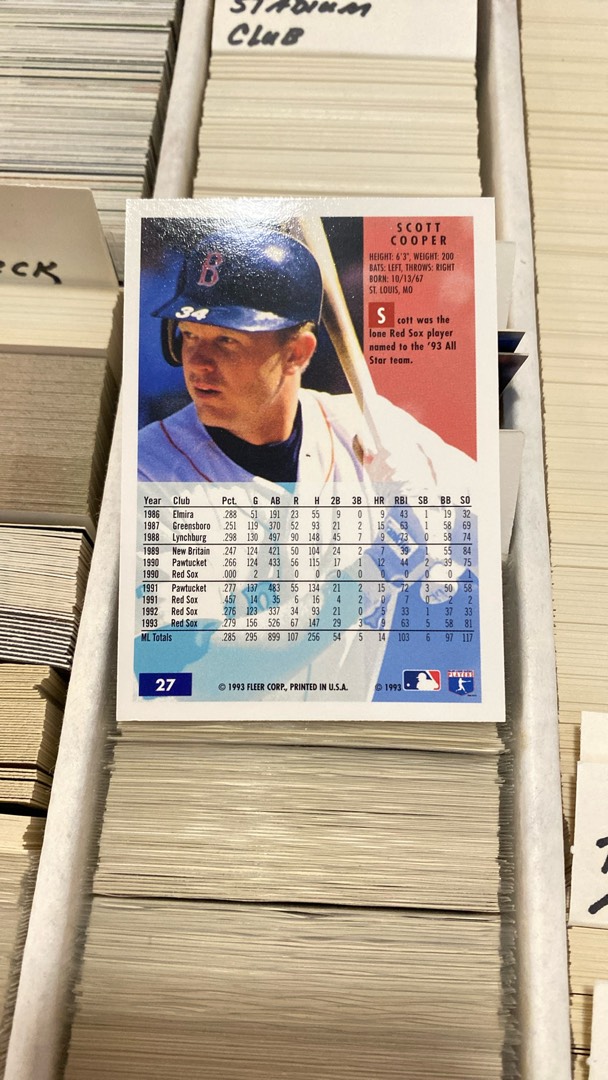 STADIUM
CLUB
ECK
B
34
SCOTT
COOPER
HEIGHT: 6'3", WEIGHT: 200
BATS: LEFT, THROWS: RIGHT
BORN: 10/13/67
ST. LOUIS, MO
Scott was the
lone Red Sox player
named to the '93 All
Star team.
Year Club Pct. G AB R H 2B 3B HR RBI SB BB SO
1986 Elmira .288 51 191 23 55 9 0 9 43 1 19 32
1987 Greensboro .251 119 370 52 93 21 2 15 63 1 58 69
1988 Lynchburg .298 130 497 90 148 45 7 9 73 0 58 74
1989 New Britain .247 124 421 50 104 24 2 7 39 1 55 84
1990 Pawtucket .266 124 433 56 115 17 1 12 44 2 39 75
1990 Red Sox .000 2 1 0 0 0 0 0 0 0 0 1
1991 Pawtucket .277 137 483 55 134 21 2 15 72 3 50 58
1991 Red Sox .457 14 35 6 16 4 2 0 7 0 2 2
1992 Red Sox .276 123 337 34 93 21 0 5 33 1 37 33
1993 Red Sox .279 156 526 67 147 29 3 9 63 5 58 81
ML Totals .285 295 899 107 256 54 5 14 103 6 97 117
27 © 1993 FLEER CORP., PRINTED IN U.S.A. © 1993 PLAYERS